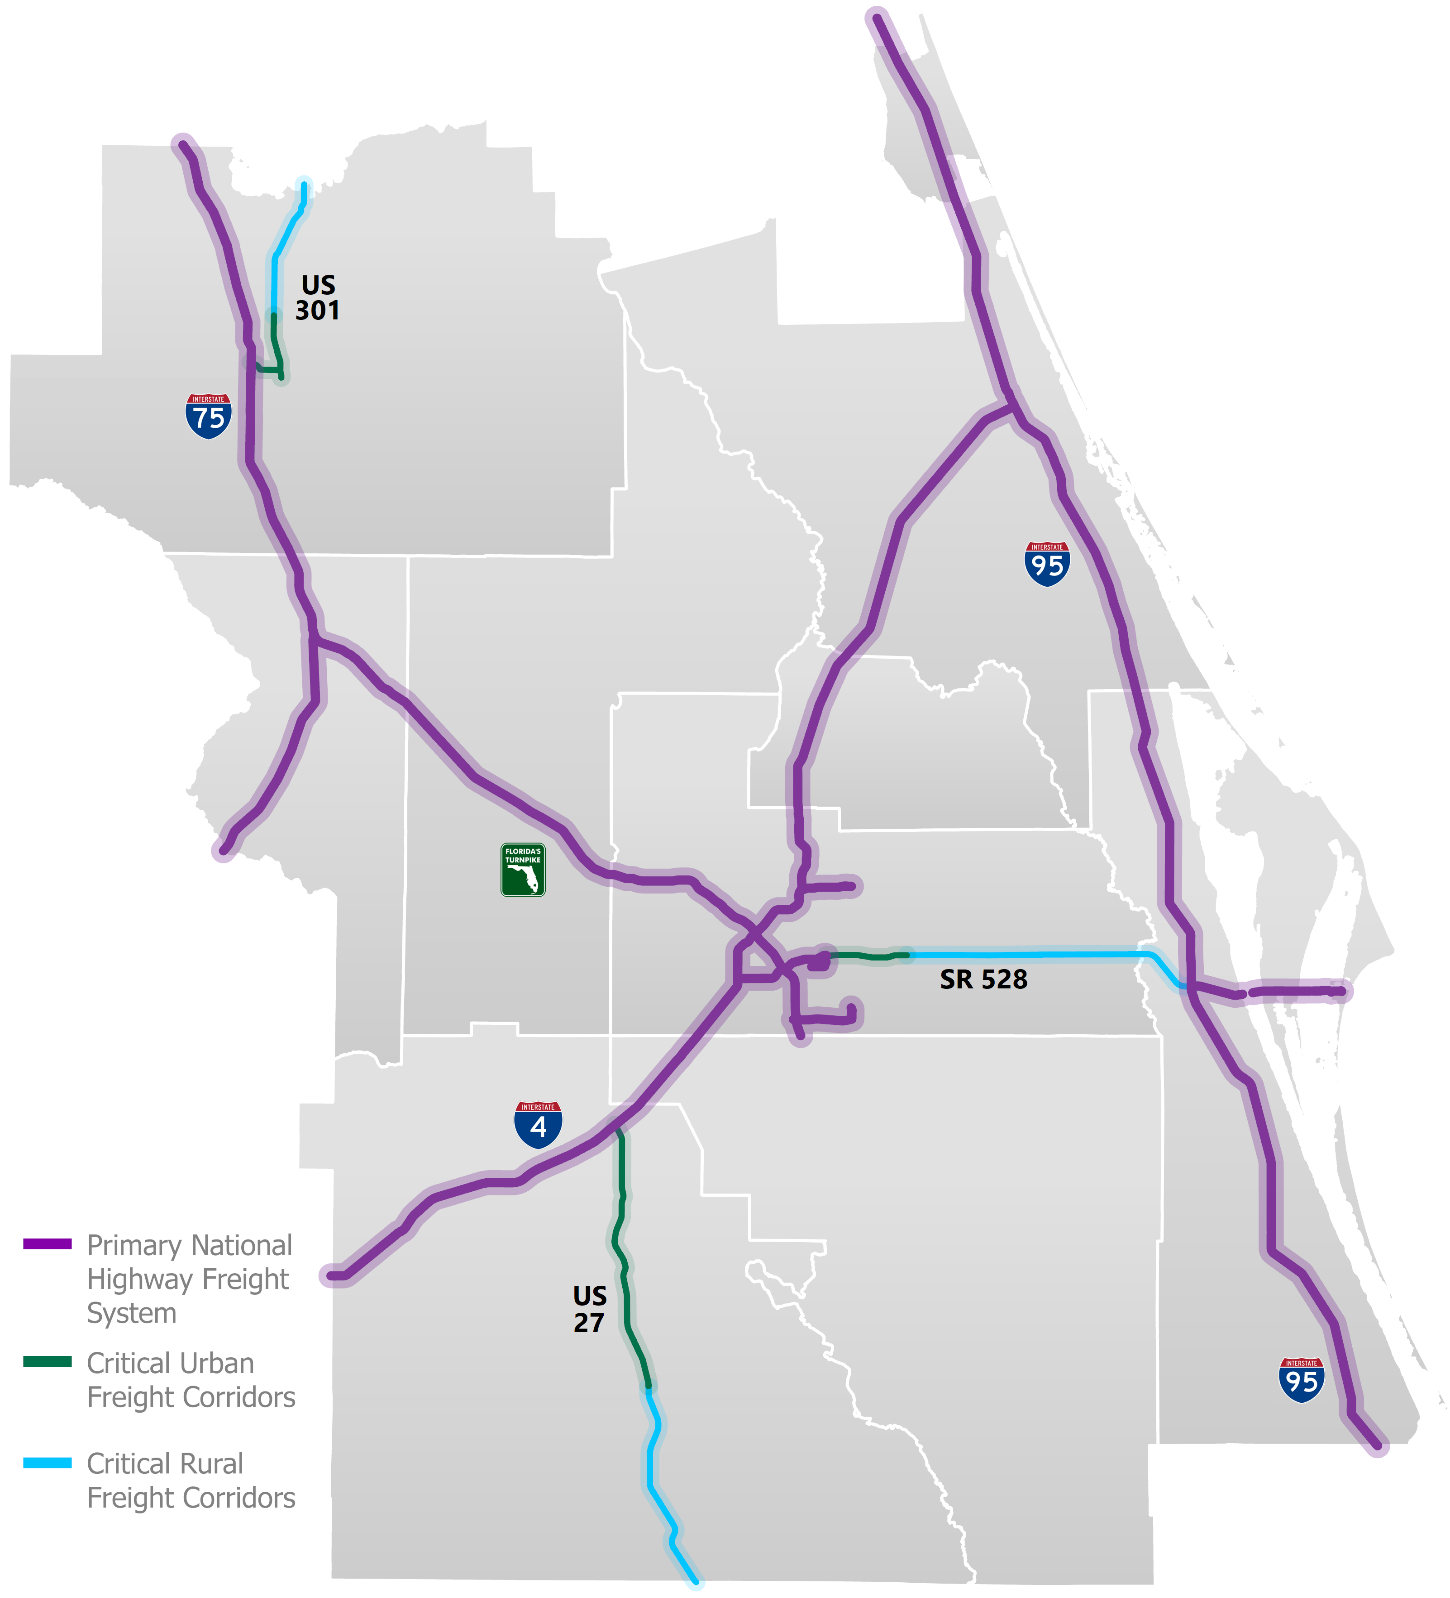 US
301
INTERSTATE
75
INTERSTATE
95
FLORIDA'S
TURNPIKE
SR 528
INTERSTATE
4
US
27
INTERSTATE
95
Primary National
Highway Freight
System
Critical Urban
Freight Corridors
Critical Rural
Freight Corridors